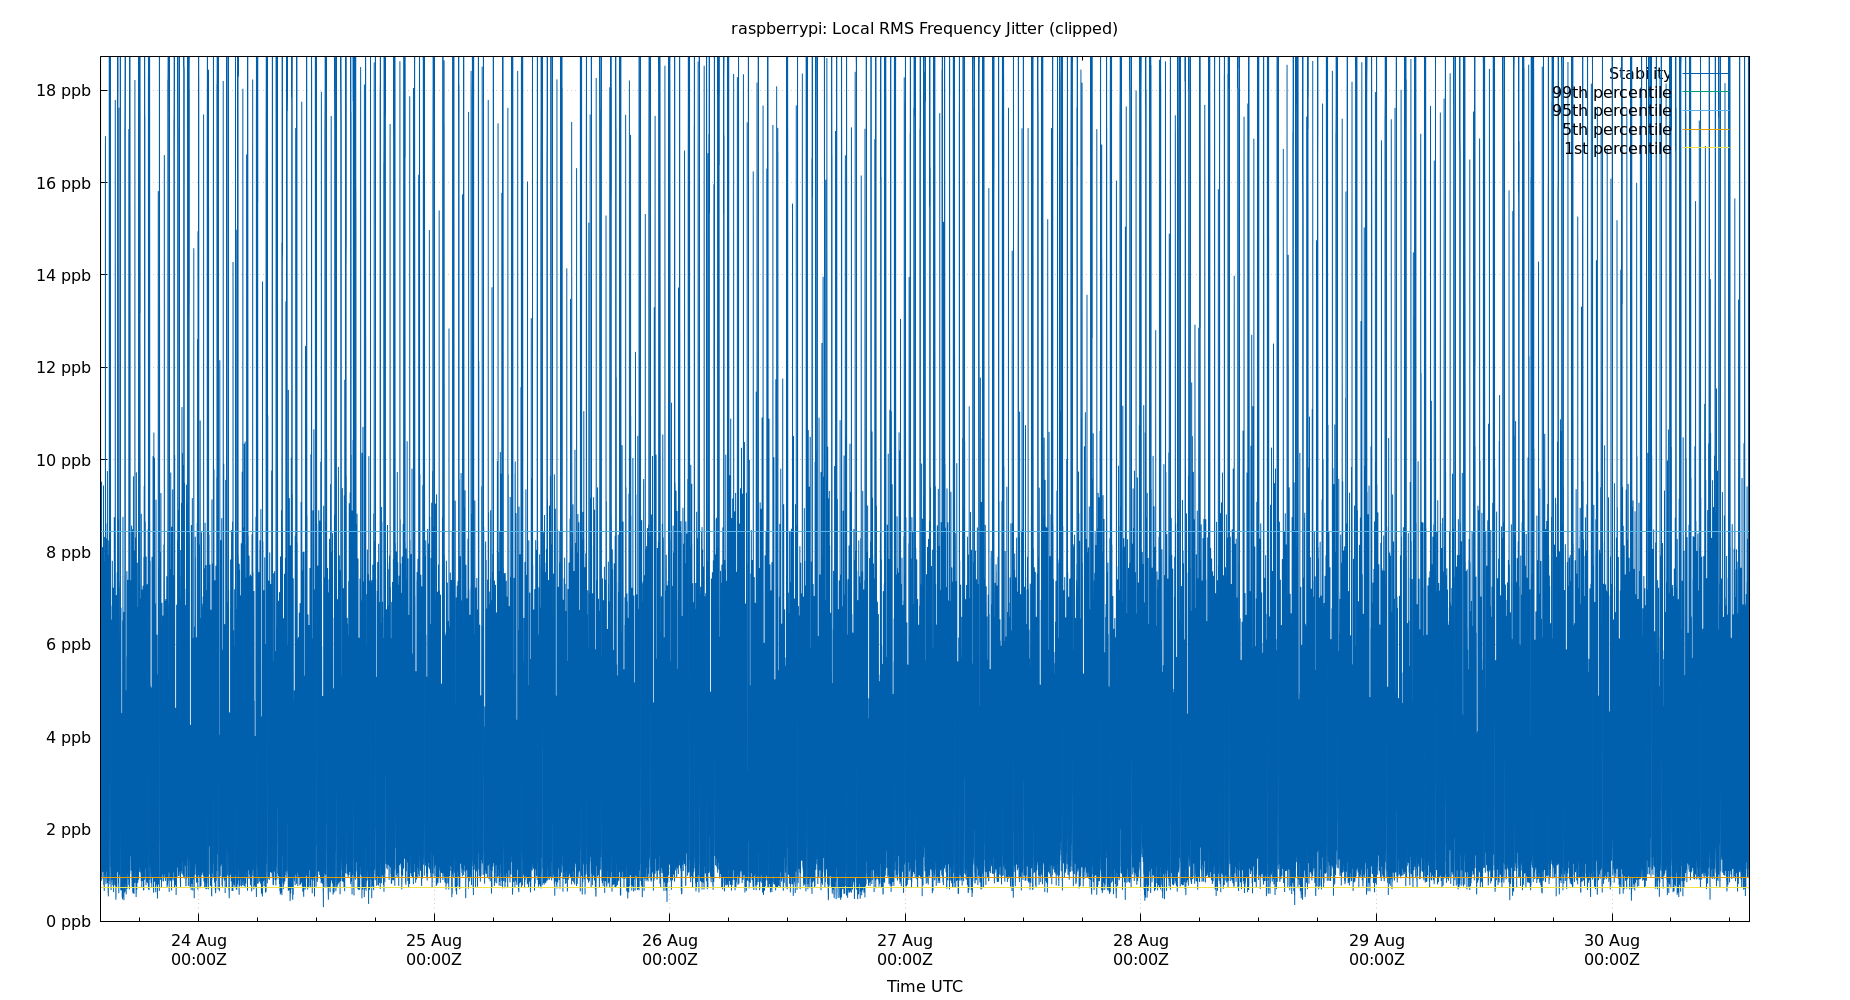 raspberrypi: Local RMS Frequency Jitter (clipped)
18 ppb
16 ppb
14 ppb
12 ppb
10 ppb
8 ppb
6 ppb
4 ppb
2 ppb
0 ppb
Stability
99th percentile
95th percentile
5th percentile
1st percentile
24 Aug
00:00Z
25 Aug
00:00Z
26 Aug
00:00Z
27 Aug
00:00Z
28 Aug
00:00Z
29 Aug
00:00Z
30 Aug
00:00Z
Time UTC